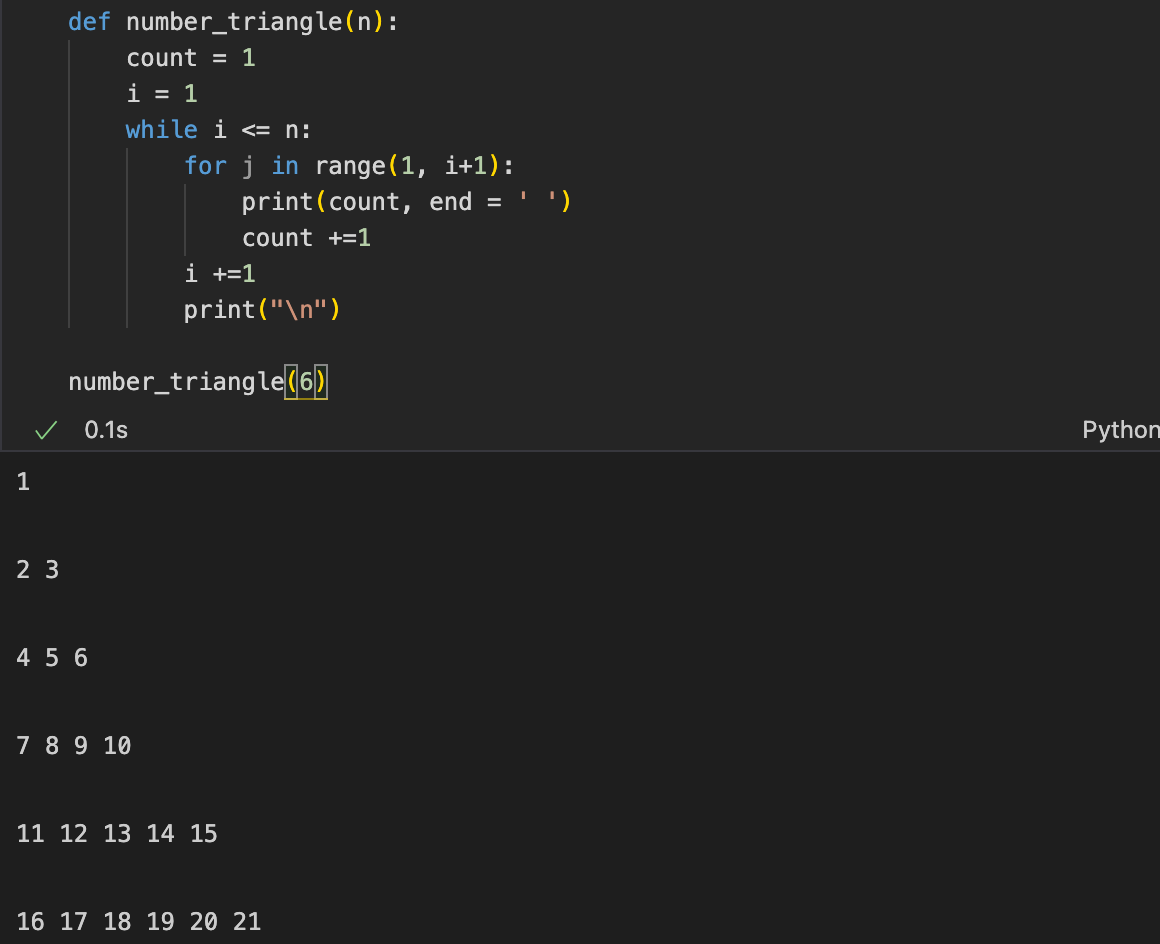 def number_triangle(n):
    count = 1
    i = 1
    while i <= n:
        for j in range(1, i+1):
            print(count, end = ' ')
            count +=1
        i +=1
        print("\n")
number_triangle(6)
✓ 0.1s Python
1
2 3
4 5 6
7 8 9 10
11 12 13 14 15
16 17 18 19 20 21